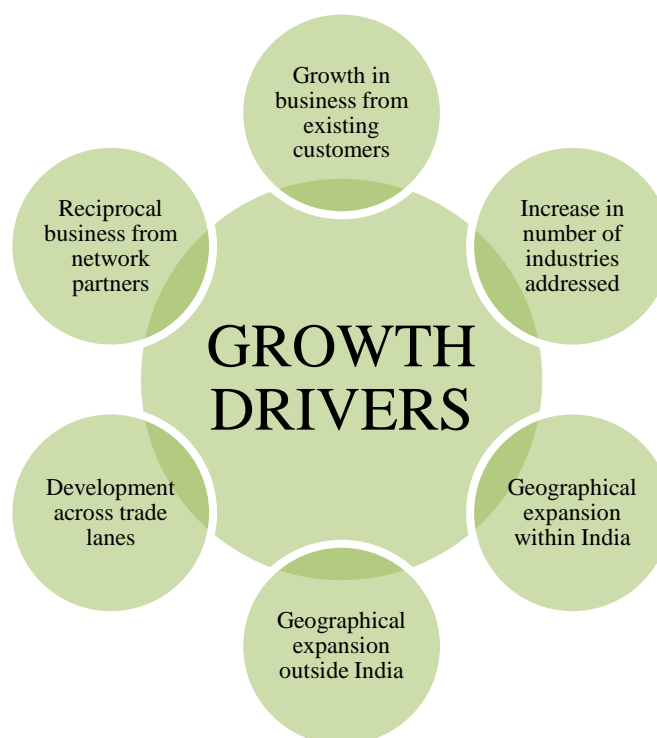 Growth in
business from
existing
customers
Increase in
number of
industries
addressed
Geographical
expansion
within India
Geographical
expansion
outside India
Development
across trade
lanes
Reciprocal
business from
network
partners
GROWTH
DRIVERS